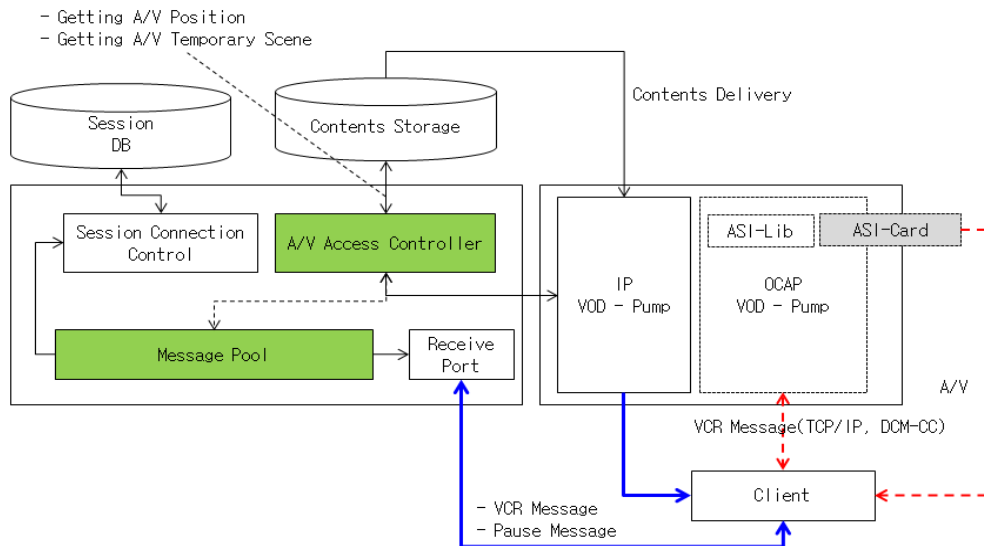 - Getting A/V Position
- Getting A/V Temporary Scene
Session
DB
Contents Storage
Contents Delivery
Session Connection
Control
A/V Access Controller
ASI-Lib
ASI-Card
IP
VOD - Pump
OCAP
VOD - Pump
Message Pool
Receive
Port
A/V
VCR Message(TCP/IP, DCM-CC)
Client
- VCR Message
- Pause Message